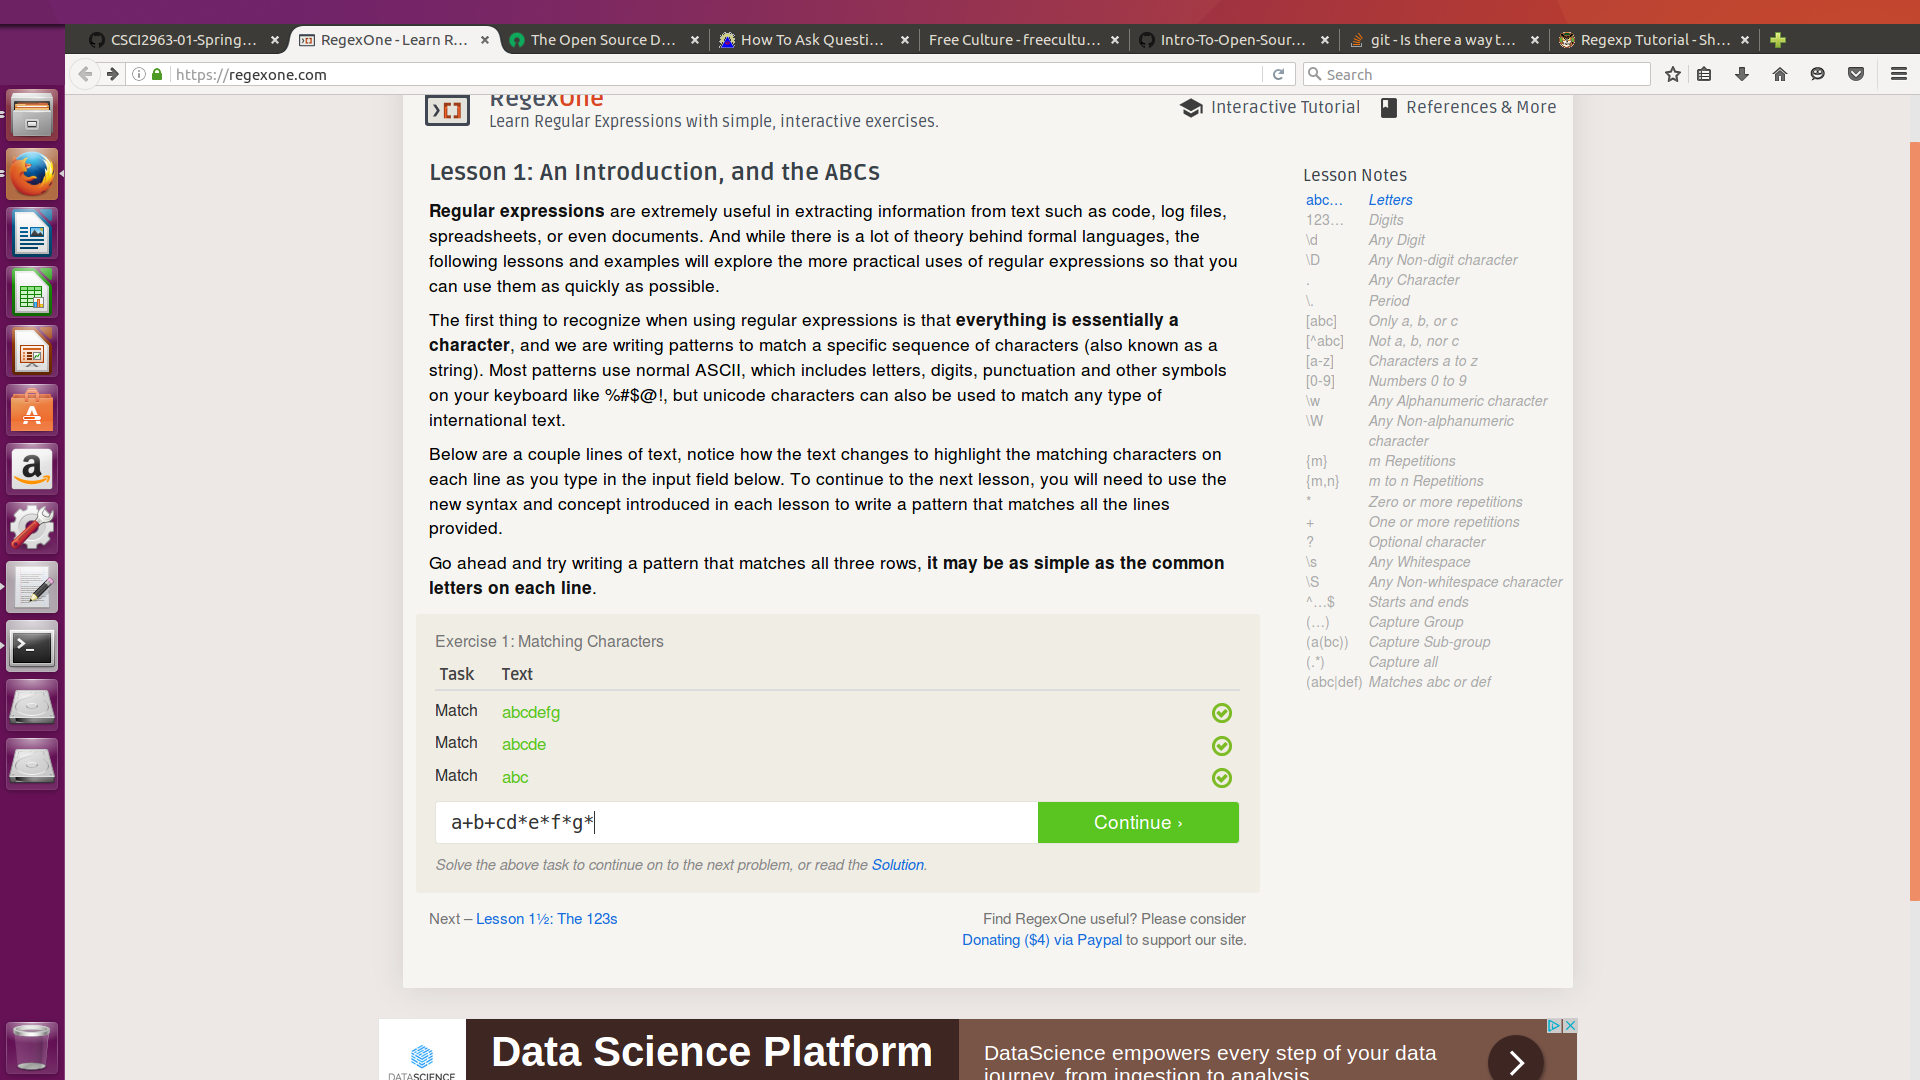 CSCI2963-01-Spring...
RegexOne - Learn R...
The Open Source D...
How To Ask Questi...
Free Culture - freecultu...
Intro-To-Open-Sour...
git - Is there a way t...
Regexp Tutorial - Sh...
https://regexone.com
Search
RegexOne
Learn Regular Expressions with simple, interactive exercises.
Interactive Tutorial
References & More
Lesson 1: An Introduction, and the ABCs
Regular expressions are extremely useful in extracting information from text such as code, log files,
spreadsheets, or even documents. And while there is a lot of theory behind formal languages, the
following lessons and examples will explore the more practical uses of regular expressions so that you
can use them as quickly as possible.
The first thing to recognize when using regular expressions is that everything is essentially a
character, and we are writing patterns to match a specific sequence of characters (also known as a
string). Most patterns use normal ASCII, which includes letters, digits, punctuation and other symbols
on your keyboard like %#$@!, but unicode characters can also be used to match any type of
international text.
Below are a couple lines of text, notice how the text changes to highlight the matching characters on
each line as you type in the input field below. To continue to the next lesson, you will need to use the
new syntax and concept introduced in each lesson to write a pattern that matches all the lines
provided.
Go ahead and try writing a pattern that matches all three rows, it may be as simple as the common
letters on each line.
Exercise 1: Matching Characters
Task Text
Match abcdefg
Match abcde
Match abc
a+b+cd*e*f*g*
Continue ›
Solve the above task to continue on to the next problem, or read the Solution.
Next – Lesson 1½: The 123s
Find RegexOne useful? Please consider
Donating ($4) via Paypal to support our site.
Lesson Notes
abc… Letters
123… Digits
\d Any Digit
\D Any Non-digit character
. Any Character
\. Period
[abc] Only a, b, or c
[^abc] Not a, b, nor c
[a-z] Characters a to z
[0-9] Numbers 0 to 9
\w Any Alphanumeric character
\W Any Non-alphanumeric
character
{m} m Repetitions
{m,n} m to n Repetitions
* Zero or more repetitions
+ One or more repetitions
? Optional character
\s Any Whitespace
\S Any Non-whitespace character
^…$ Starts and ends
(…) Capture Group
(a(bc)) Capture Sub-group
(.*) Capture all
(abc|def) Matches abc or def
DATASCIENCE
Data Science Platform
DataScience empowers every step of your data
journey, from ingestion to analysis.